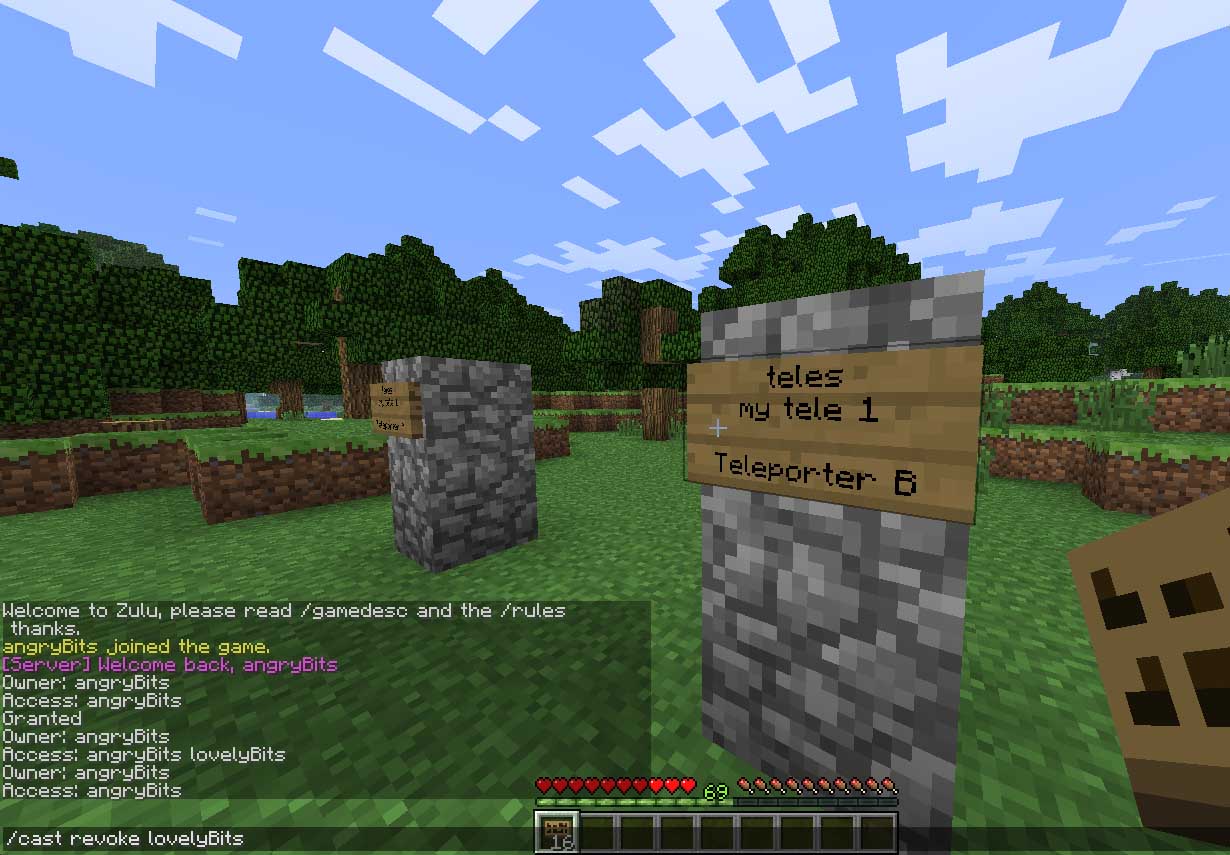 teles
my tele 1
Teleporter B
Welcome to Zulu, please read /gamedesc and the /rules
thanks.
angryBits joined the game.
[Server] Welcome back, angryBits
Owner: angryBits
Access: angryBits
Granted
Owner: angryBits
Access: angryBits lovelyBits
Owner: angryBits
Access: angryBits
69
16
/cast revoke lovelyBits